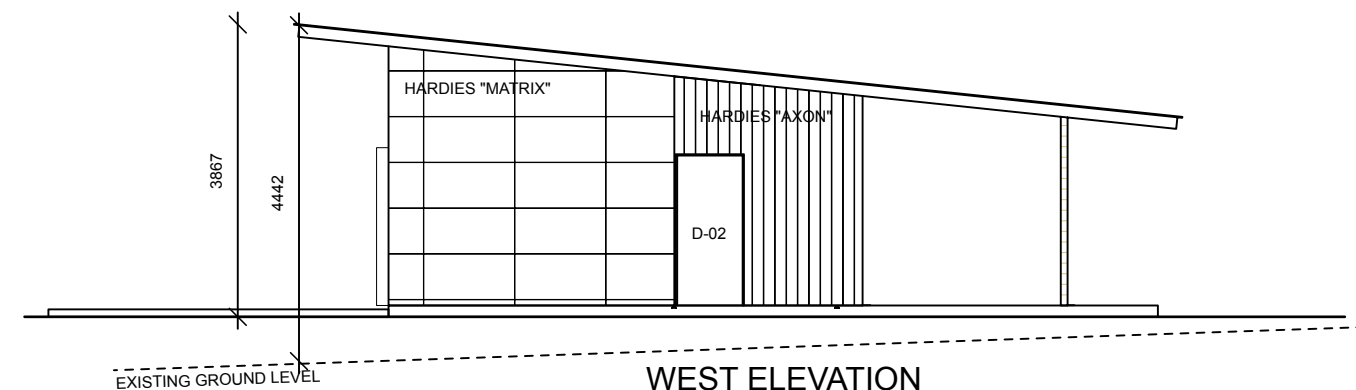 HARDIES "MATRIX"
HARDIES "AXON"
3867
4442
D-02
EXISTING GROUND LEVEL
WEST ELEVATION